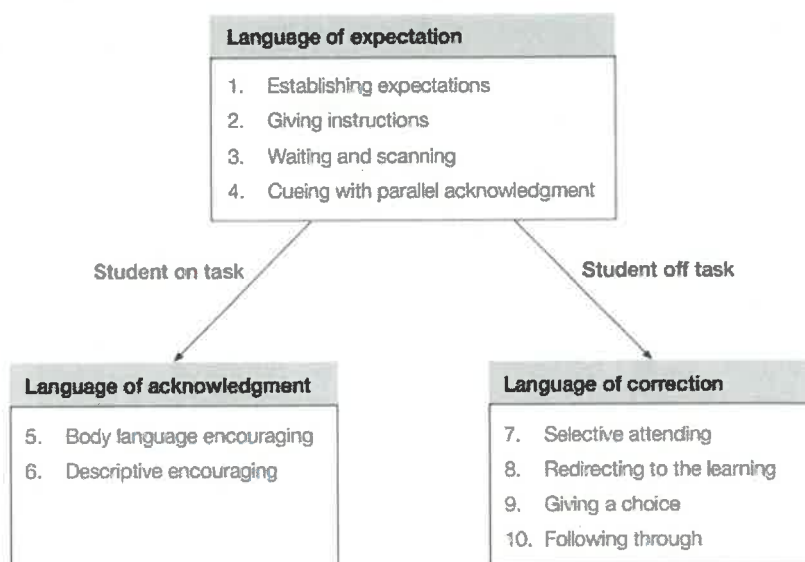 Language of expectation
1. Establishing expectations
2. Giving instructions
3. Waiting and scanning
4. Cueing with parallel acknowledgment
Student on task
Student off task
Language of acknowledgment
5. Body language encouraging
6. Descriptive encouraging
Language of correction
7. Selective attending
8. Redirecting to the learning
9. Giving a choice
10. Following through